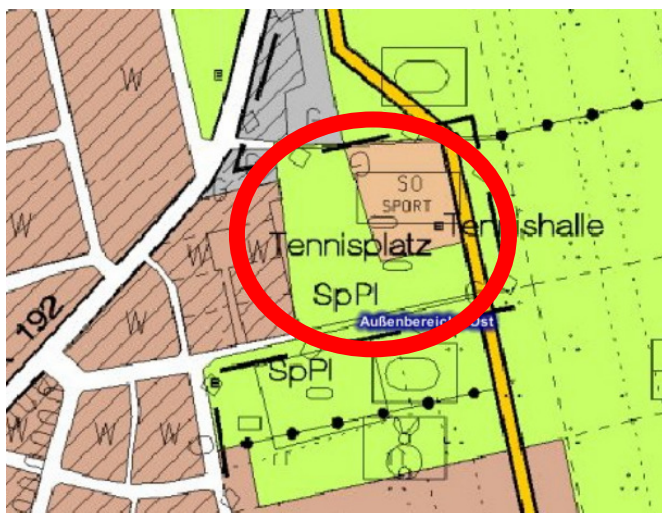 W
G
G
W
SO
SPORT
W
Tennishalle
W
W
Tennisplatz
SpPl
192
Außenbereich Ost
SpPl
W
W
W